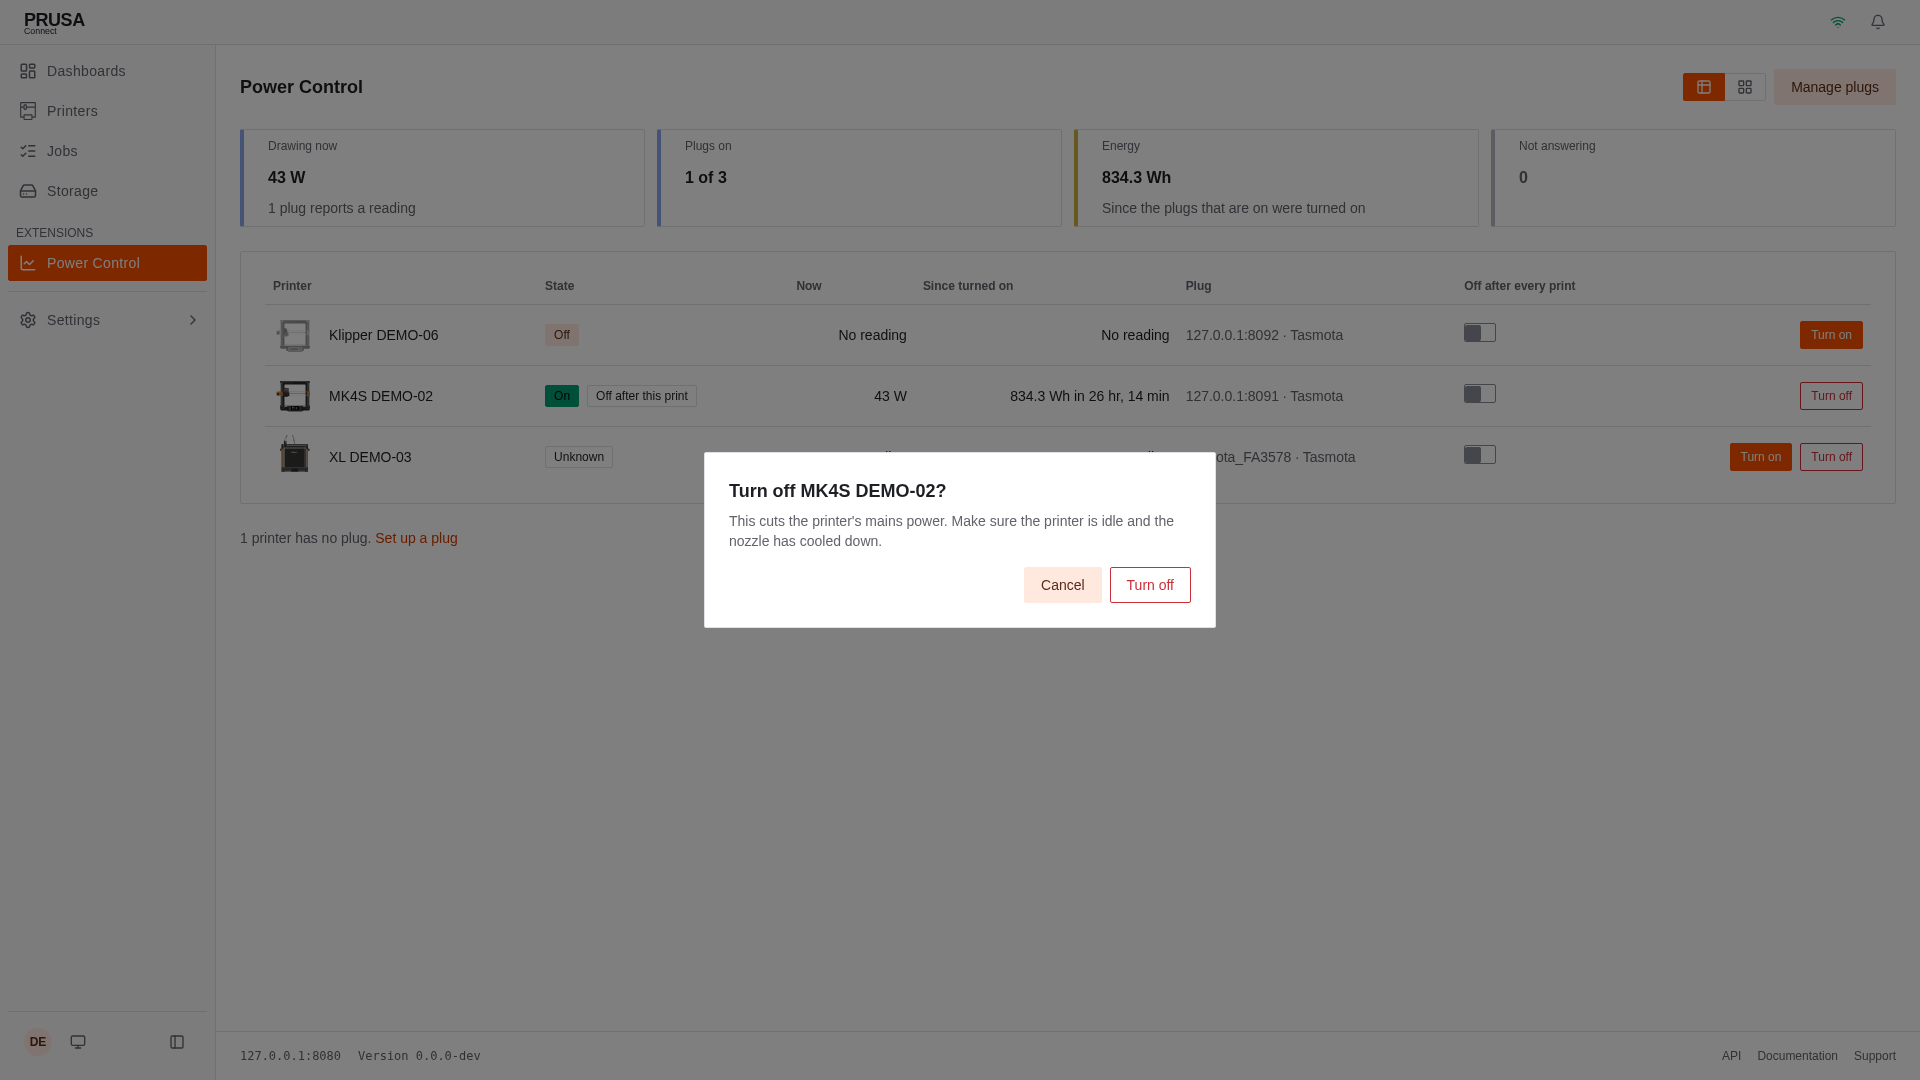 PRUSA
Connect
Dashboards
Printers
Jobs
Storage
EXTENSIONS
Power Control
Settings
DE
Power Control
Manage plugs
Drawing now
43 W
1 plug reports a reading
Plugs on
1 of 3
Energy
834.3 Wh
Since the plugs that are on were turned on
Not answering
0
Printer State Now Since turned on Plug Off after every print
Klipper DEMO-06 Off No reading No reading 127.0.0.1:8092 · Tasmota Turn on
MK4S DEMO-02 On Off after this print 43 W 834.3 Wh in 26 hr, 14 min 127.0.0.1:8091 · Tasmota Turn off
XL DEMO-03 Unknown ota_FA3578 · Tasmota Turn on Turn off
1 printer has no plug. Set up a plug
Turn off MK4S DEMO-02?
This cuts the printer's mains power. Make sure the printer is idle and the
nozzle has cooled down.
Cancel Turn off
127.0.0.1:8080 Version 0.0.0-dev
API Documentation Support